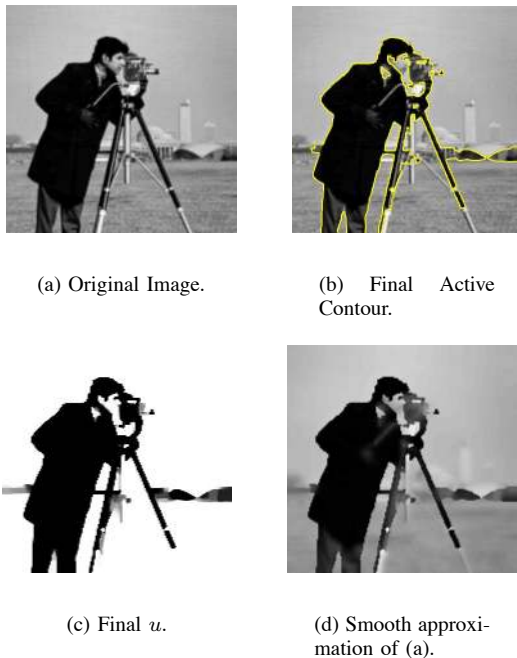 (a) Original Image.
(b) Final Active
Contour.
(c) Final u.
(d) Smooth approxi-
mation of (a).